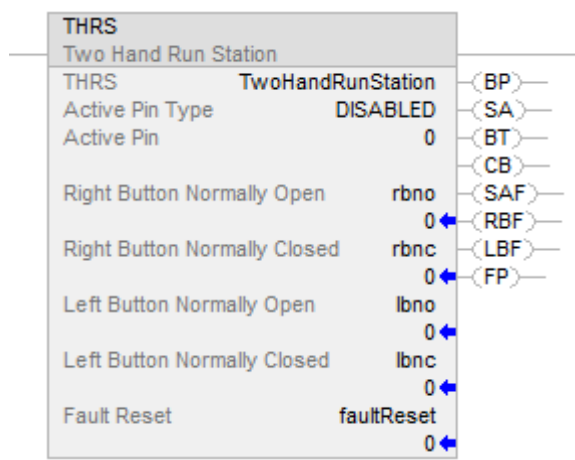 THRS
Two Hand Run Station
THRS TwoHandRunStation BP
Active Pin Type DISABLED SA
Active Pin 0 BT
CB
Right Button Normally Open rbno SAF
0 RBF
Right Button Normally Closed rbnc LBF
0 FP
Left Button Normally Open lbno
0
Left Button Normally Closed lbnc
0
Fault Reset faultReset
0